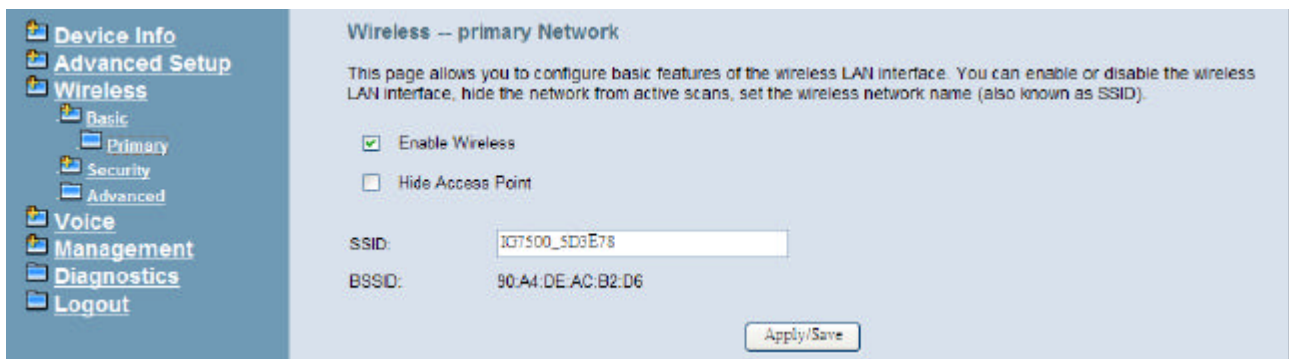 Device Info
Advanced Setup
Wireless
Basic
Primary
Security
Advanced
Voice
Management
Diagnostics
Logout
Wireless -- primary Network
This page allows you to configure basic features of the wireless LAN interface. You can enable or disable the wireless
LAN interface, hide the network from active scans, set the wireless network name (also known as SSID).
Enable Wireless
Hide Access Point
SSID: IG7500_5D3E78
BSSID: 90:A4:DE:AC:B2:D6
Apply/Save